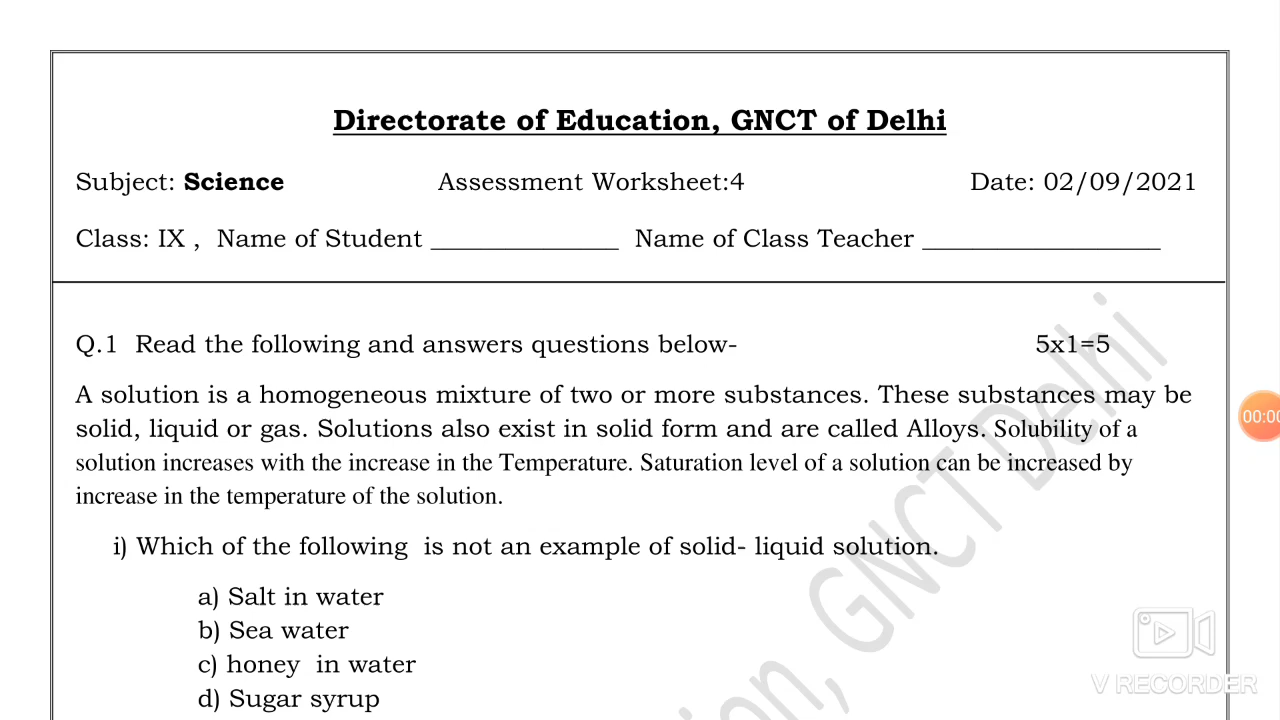 Directorate of Education, GNCT of Delhi
Subject: Science Assessment Worksheet:4 Date: 02/09/2021
Class: IX , Name of Student _______________ Name of Class Teacher ___________________
Q.1 Read the following and answers questions below- 5x1=5
A solution is a homogeneous mixture of two or more substances. These substances may be
solid, liquid or gas. Solutions also exist in solid form and are called Alloys. Solubility of a
solution increases with the increase in the Temperature. Saturation level of a solution can be increased by
increase in the temperature of the solution.
i) Which of the following is not an example of solid- liquid solution.
a) Salt in water
b) Sea water
c) honey in water
d) Sugar syrup
ion, GNCT Delhi
00:00
V RECORDER